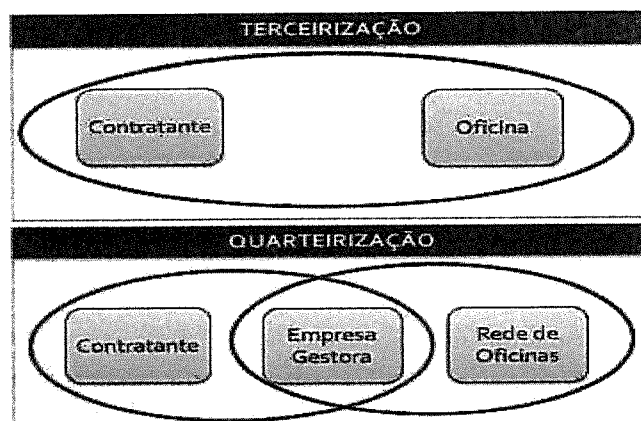 TERCEIRIZAÇÃO
Contratante
Oficina
QUARTEIRIZAÇÃO
Contratante
Empresa
Gestora
Rede de
Oficinas